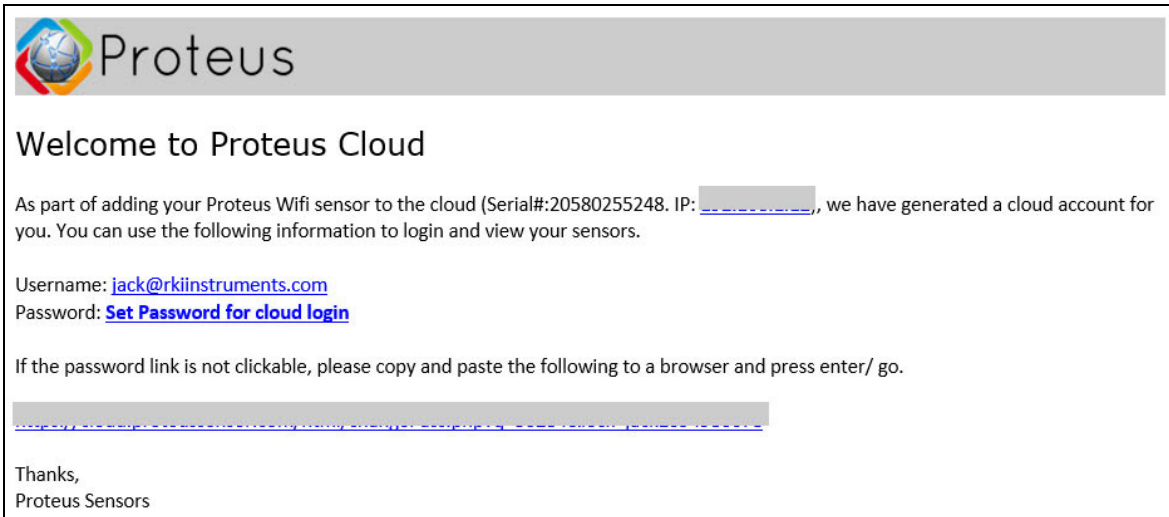 Proteus
Welcome to Proteus Cloud
As part of adding your Proteus Wifi sensor to the cloud (Serial#:20580255248. IP: ), we have generated a cloud account for
you. You can use the following information to login and view your sensors.
Username: jack@rkiinstruments.com
Password: Set Password for cloud login
If the password link is not clickable, please copy and paste the following to a browser and press enter/ go.
Thanks,
Proteus Sensors